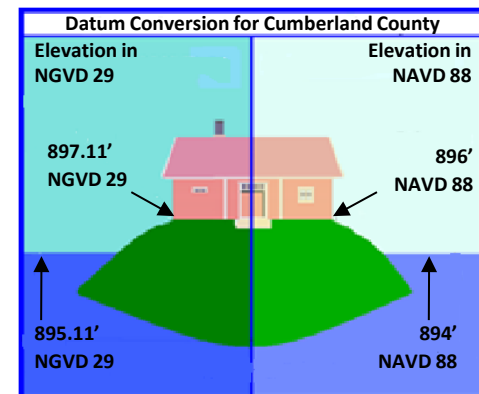 Datum Conversion for Cumberland County
Elevation in
NGVD 29
Elevation in
NAVD 88
897.11’
NGVD 29
896’
NAVD 88
895.11’
NGVD 29
894’
NAVD 88